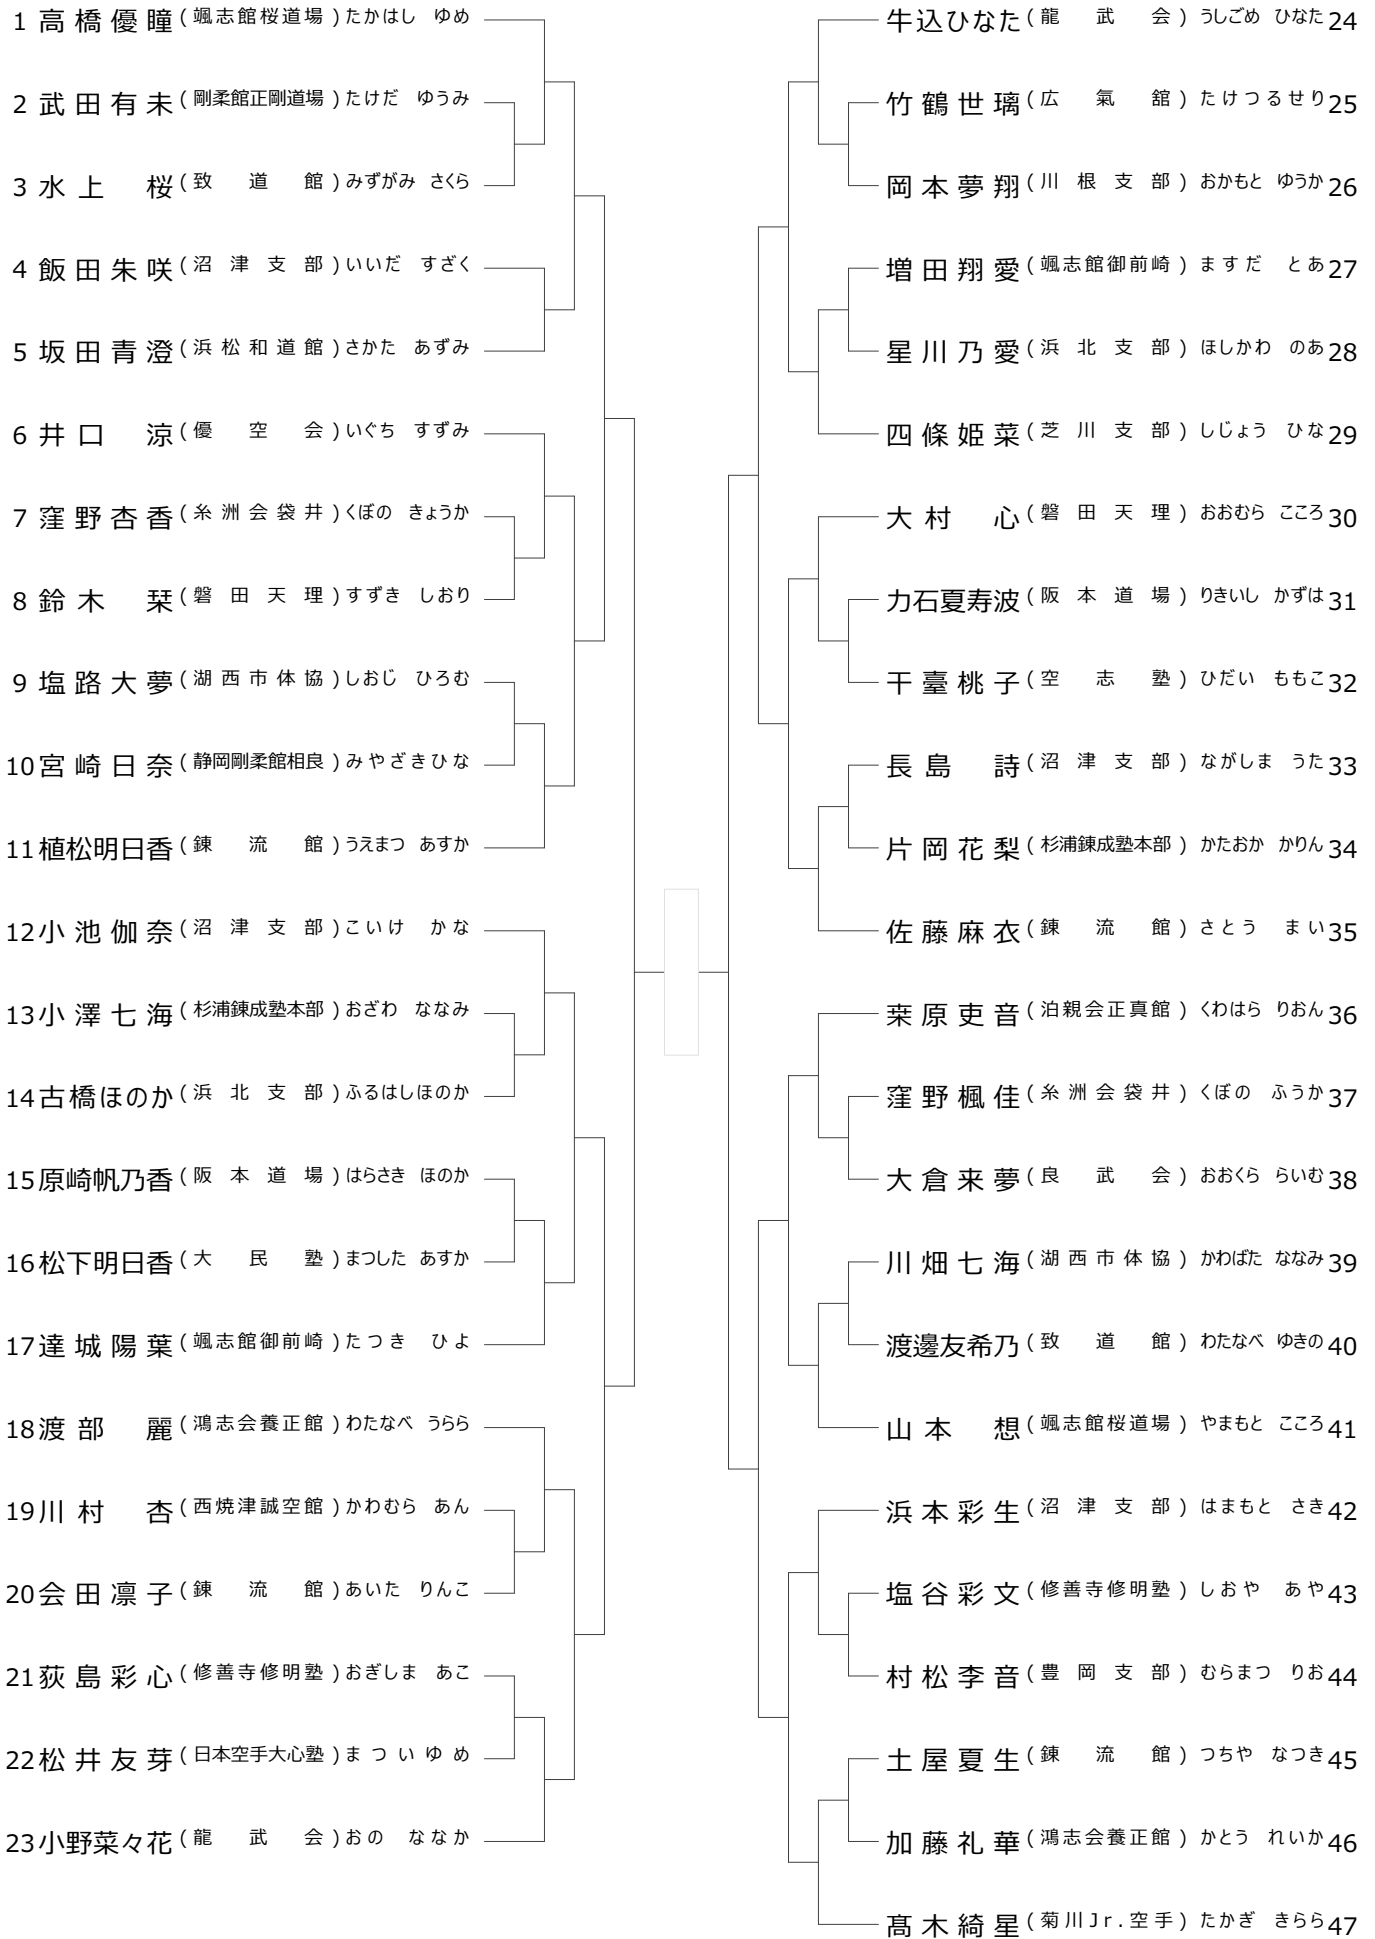 1 高橋優瞳 (颯志館桜道場) たかはし ゆめ
2 武田有未 (剛柔館正剛道場) たけだ ゆうみ
3 水上 桜 (致道館) みずがみ さくら
4 飯田朱咲 (沼津支部) いいだ すざく
5 坂田青澄 (浜松和道館) さかた あずみ
6 井口 涼 (優空会) いぐち すずみ
7 窪野杏香 (糸洲会袋井) くぼの きょうか
8 鈴木 栞 (磐田天理) すずき しおり
9 塩路大夢 (湖西市体協) しおじ ひろむ
10 宮崎日奈 (静岡剛柔館相良) みやざきひな
11 植松明日香 (錬流館) うえまつ あすか
12 小池伽奈 (沼津支部) こいけ かな
13 小澤七海 (杉浦錬成塾本部) おざわ ななみ
14 古橋ほのか (浜北支部) ふるはしほのか
15 原崎帆乃香 (阪本道場) はらさき ほのか
16 松下明日香 (大民塾) まつした あすか
17 達城陽葉 (颯志館御前崎) たつき ひよ
18 渡部 麗 (鴻志会養正館) わたなべ うらら
19 川村 杏 (西焼津誠空館) かわむら あん
20 会田凛子 (錬流館) あいた りんこ
21 荻島彩心 (修善寺修明塾) おぎしま あこ
22 松井友芽 (日本空手大心塾) まついゆめ
23 小野菜々花 (龍武会) おの ななか
牛込ひなた (龍武会) うしごめ ひなた 24
竹鶴世璃 (広氣舘) たけつるせり 25
岡本夢翔 (川根支部) おかもと ゆうか 26
増田翔愛 (颯志館御前崎) ますだ とあ 27
星川乃愛 (浜北支部) ほしかわ のあ 28
四條姫菜 (芝川支部) しじょう ひな 29
大村 心 (磐田天理) おおむら こころ 30
力石夏寿波 (阪本道場) りきいし かずは 31
干臺桃子 (空志塾) ひだい ももこ 32
長島 詩 (沼津支部) ながしま うた 33
片岡花梨 (杉浦錬成塾本部) かたおか かりん 34
佐藤麻衣 (錬流館) さとう まい 35
桒原吏音 (泊親会正真館) くわはら りおん 36
窪野楓佳 (糸洲会袋井) くぼの ふうか 37
大倉来夢 (良武会) おおくら らいむ 38
川畑七海 (湖西市体協) かわばた ななみ 39
渡邊友希乃 (致道館) わたなべ ゆきの 40
山本 想 (颯志館桜道場) やまもと こころ 41
浜本彩生 (沼津支部) はまもと さき 42
塩谷彩文 (修善寺修明塾) しおや あや 43
村松李音 (豊岡支部) むらまつ りお 44
土屋夏生 (錬流館) つちや なつき 45
加藤礼華 (鴻志会養正館) かとう れいか 46
髙木綺星 (菊川Jr.空手) たかぎ きらら 47